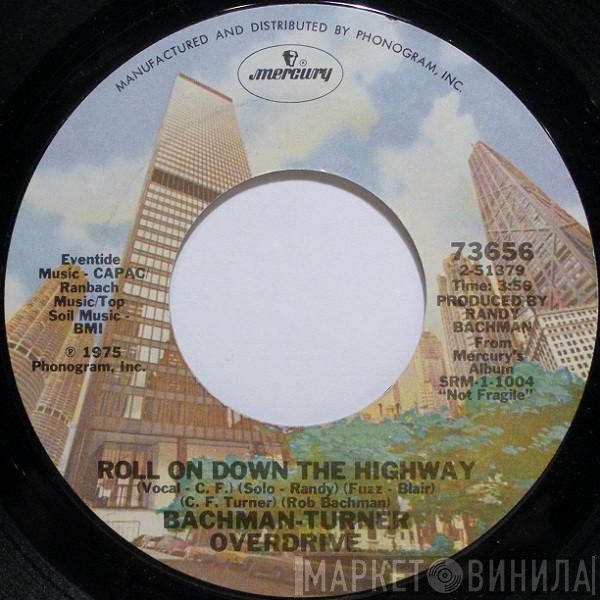 MANUFACTURED AND DISTRIBUTED BY PHONOGRAM, INC.
mercury
Eventide
Music - CAPAC/
Ranbach
Music/Top
Soil Music -
BMI
℗ 1975
Phonogram, Inc.
73656
2-51379
Time: 3:56
PRODUCED BY
RANDY
BACHMAN
From
Mercury's
Album
SRM-1-1004
"Not Fragile"
ROLL ON DOWN THE HIGHWAY
(Vocal - C. F.) (Solo - Randy) (Fuzz - Blair)
(C. F. Turner) (Rob Bachman)
BACHMAN-TURNER
OVERDRIVE
МАРКЕТ ВИНИЛА